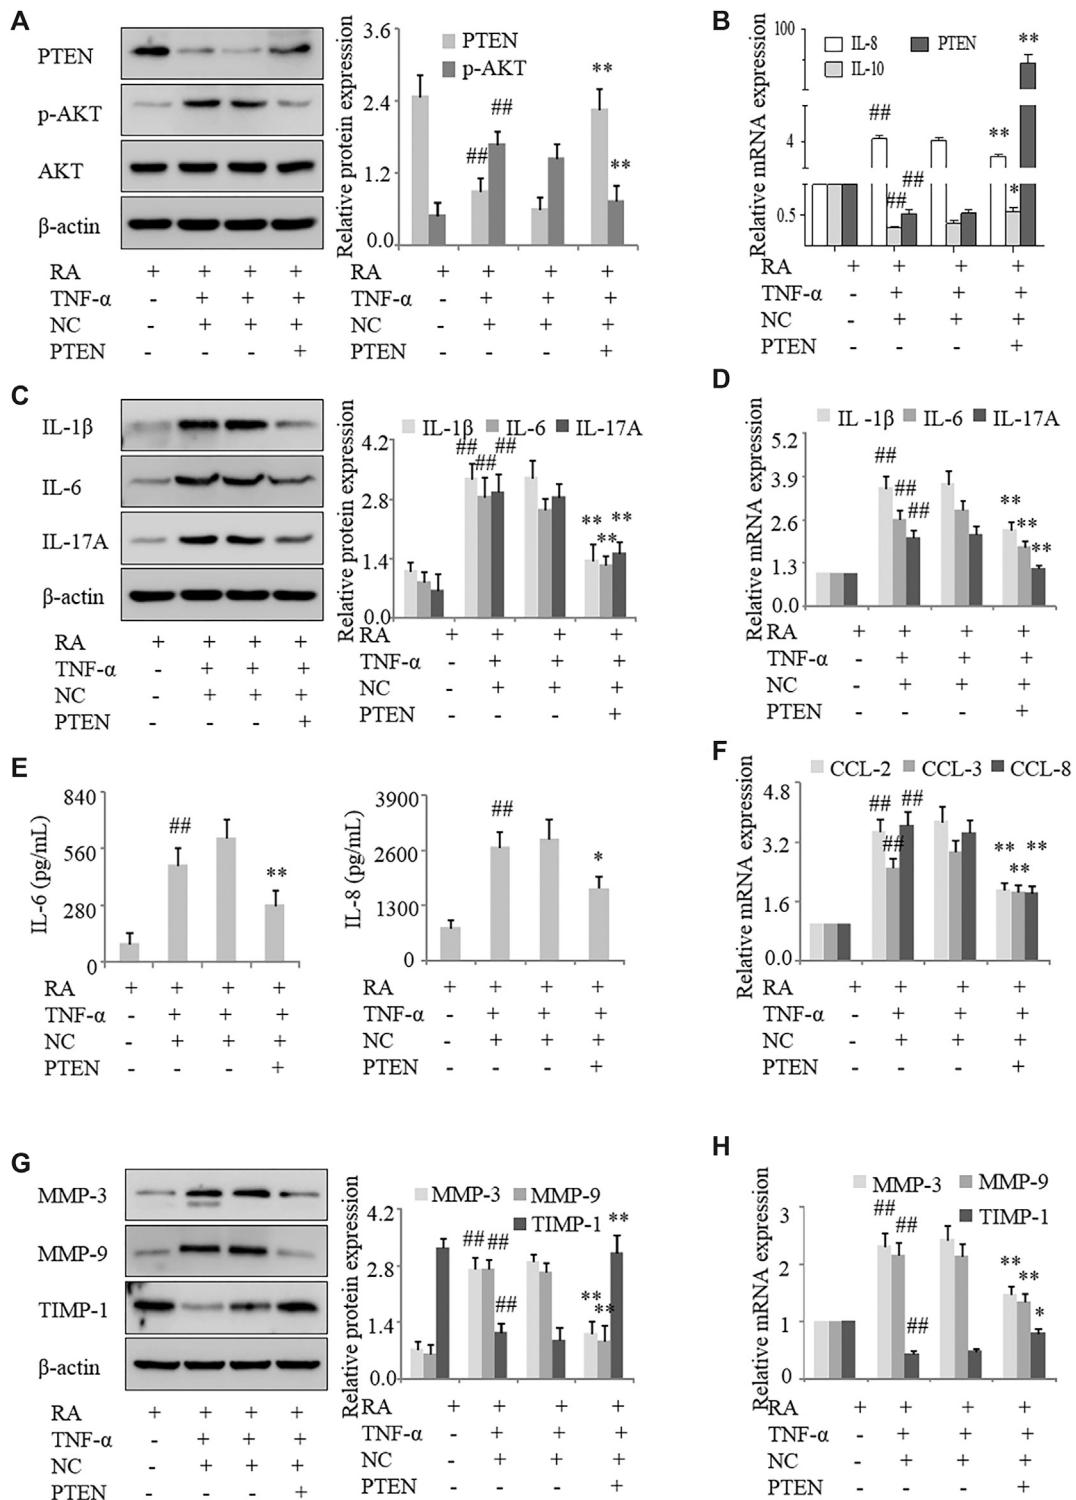 A
PTEN
p-AKT
AKT
β-actin
RA + + + +
TNF-α - + + +
NC - + + +
PTEN - - - +
Relative protein expression
3.6
2.4
1.2
0.0
PTEN
p-AKT
## ## ** **
+ + + +
- + + +
- + + +
- - - +
B
Relative mRNA expression
100
4
0.5
IL-8 PTEN
IL-10
## ## ## ** * **
RA + + + +
TNF-α - + + +
NC - + + +
PTEN - - - +
C
IL-1β
IL-6
IL-17A
β-actin
RA + + + +
TNF-α - + + +
NC - + + +
PTEN - - - +
Relative protein expression
4.2
2.8
1.4
0.0
IL-1β IL-6 IL-17A
## ## ## ** ** **
RA + + + +
TNF-α - + + +
NC - + + +
PTEN - - - +
D
Relative mRNA expression
5.2
3.9
2.6
1.3
0.0
IL -1β IL-6 IL-17A
## ## ## ** ** **
RA + + + +
TNF-α - + + +
NC - + + +
PTEN - - - +
E
IL-6 (pg/mL)
840
560
280
0
## **
RA + + + +
TNF-α - + + +
NC - + + +
PTEN - - - +
IL-8 (pg/mL)
3900
2600
1300
0
## *
RA + + + +
TNF-α - + + +
NC - + + +
PTEN - - - +
F
Relative mRNA expression
4.8
3.2
1.6
0.0
CCL-2 CCL-3 CCL-8
## ## ## ** ** **
RA + + + +
TNF-α - + + +
NC - + + +
PTEN - - - +
G
MMP-3
MMP-9
TIMP-1
β-actin
RA + + + +
TNF-α - + + +
NC - + + +
PTEN - - - +
Relative protein expression
4.2
2.8
1.4
0.0
MMP-3 MMP-9
TIMP-1
## ## ## ** ** **
RA + + + +
TNF-α - + + +
NC - + + +
PTEN - - - +
H
Relative mRNA expression
3
2
1
0
MMP-3 MMP-9
TIMP-1
## ## ## ** ** *
RA + + + +
TNF-α - + + +
NC - + + +
PTEN - - - +